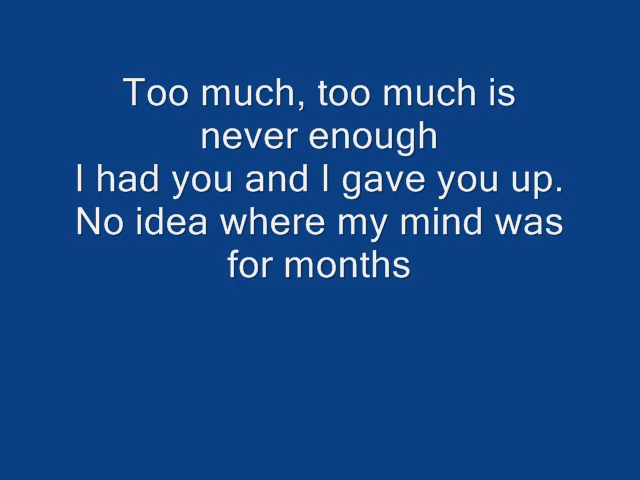 Too much, too much is
never enough
I had you and I gave you up.
No idea where my mind was
for months